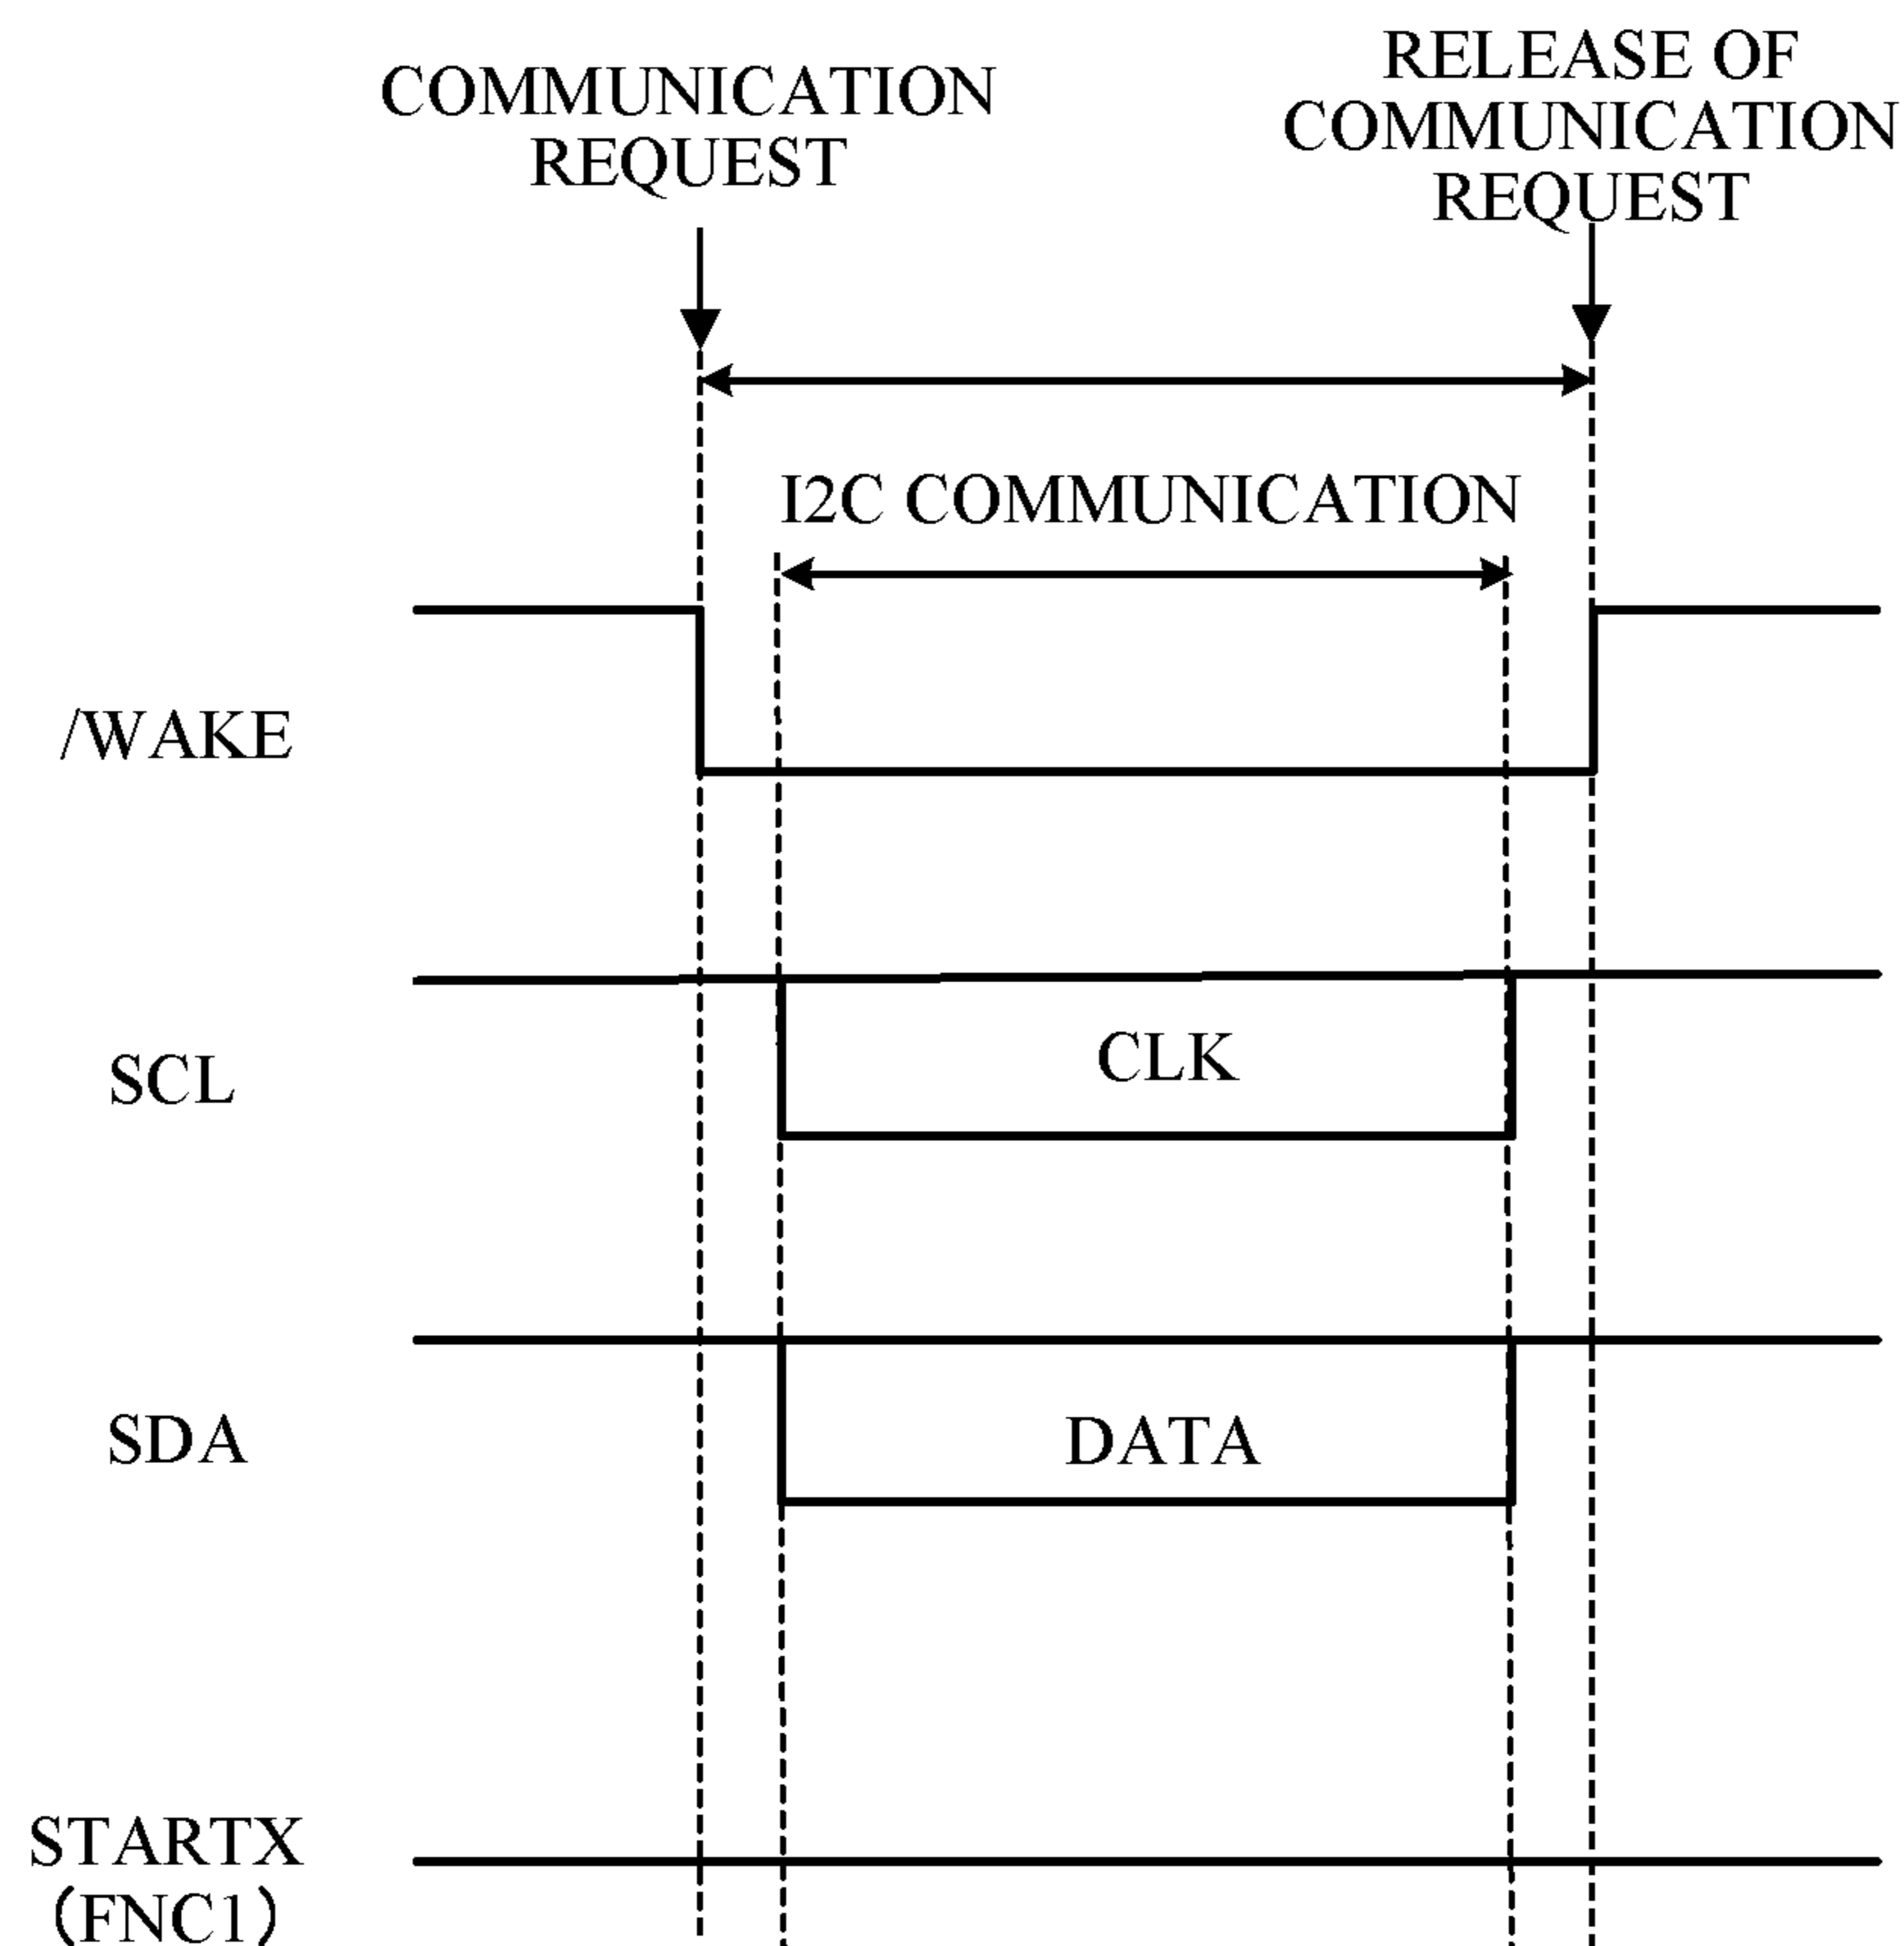 COMMUNICATION
REQUEST
RELEASE OF
COMMUNICATION
REQUEST
I2C COMMUNICATION
/WAKE
SCL
CLK
SDA
DATA
STARTX
(FNC1)